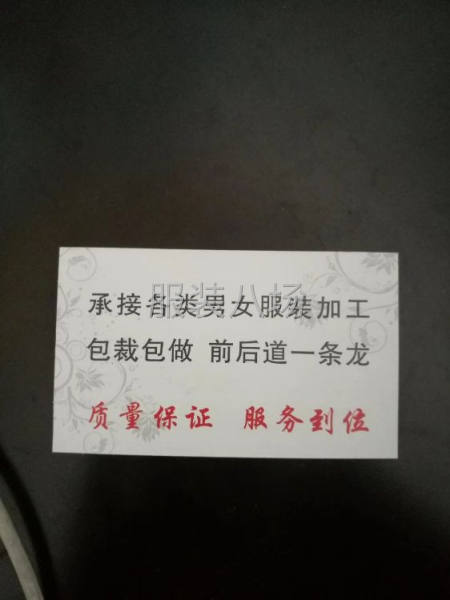 承接各类男女服装加工
包裁包做 前后道一条龙
质量保证 服务到位